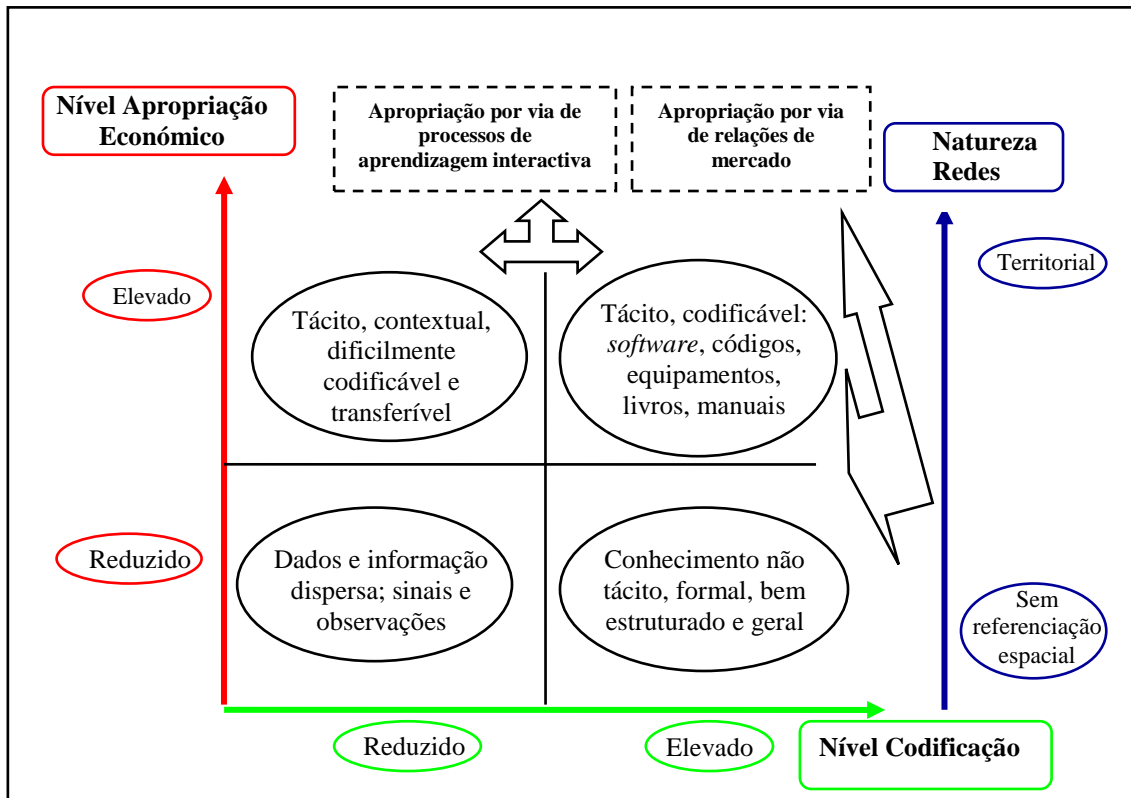 Nível Apropriação
Económico
Apropriação por via de
processos de
aprendizagem interactiva
Apropriação por via
de relações de
mercado
Natureza
Redes
Elevado
Territorial
Tácito, contextual,
dificilmente
codificável e
transferível
Tácito, codificável:
software, códigos,
equipamentos,
livros, manuais
Reduzido
Dados e informação
dispersa; sinais e
observações
Conhecimento não
tácito, formal, bem
estruturado e geral
Sem
referenciação
espacial
Reduzido
Elevado
Nível Codificação